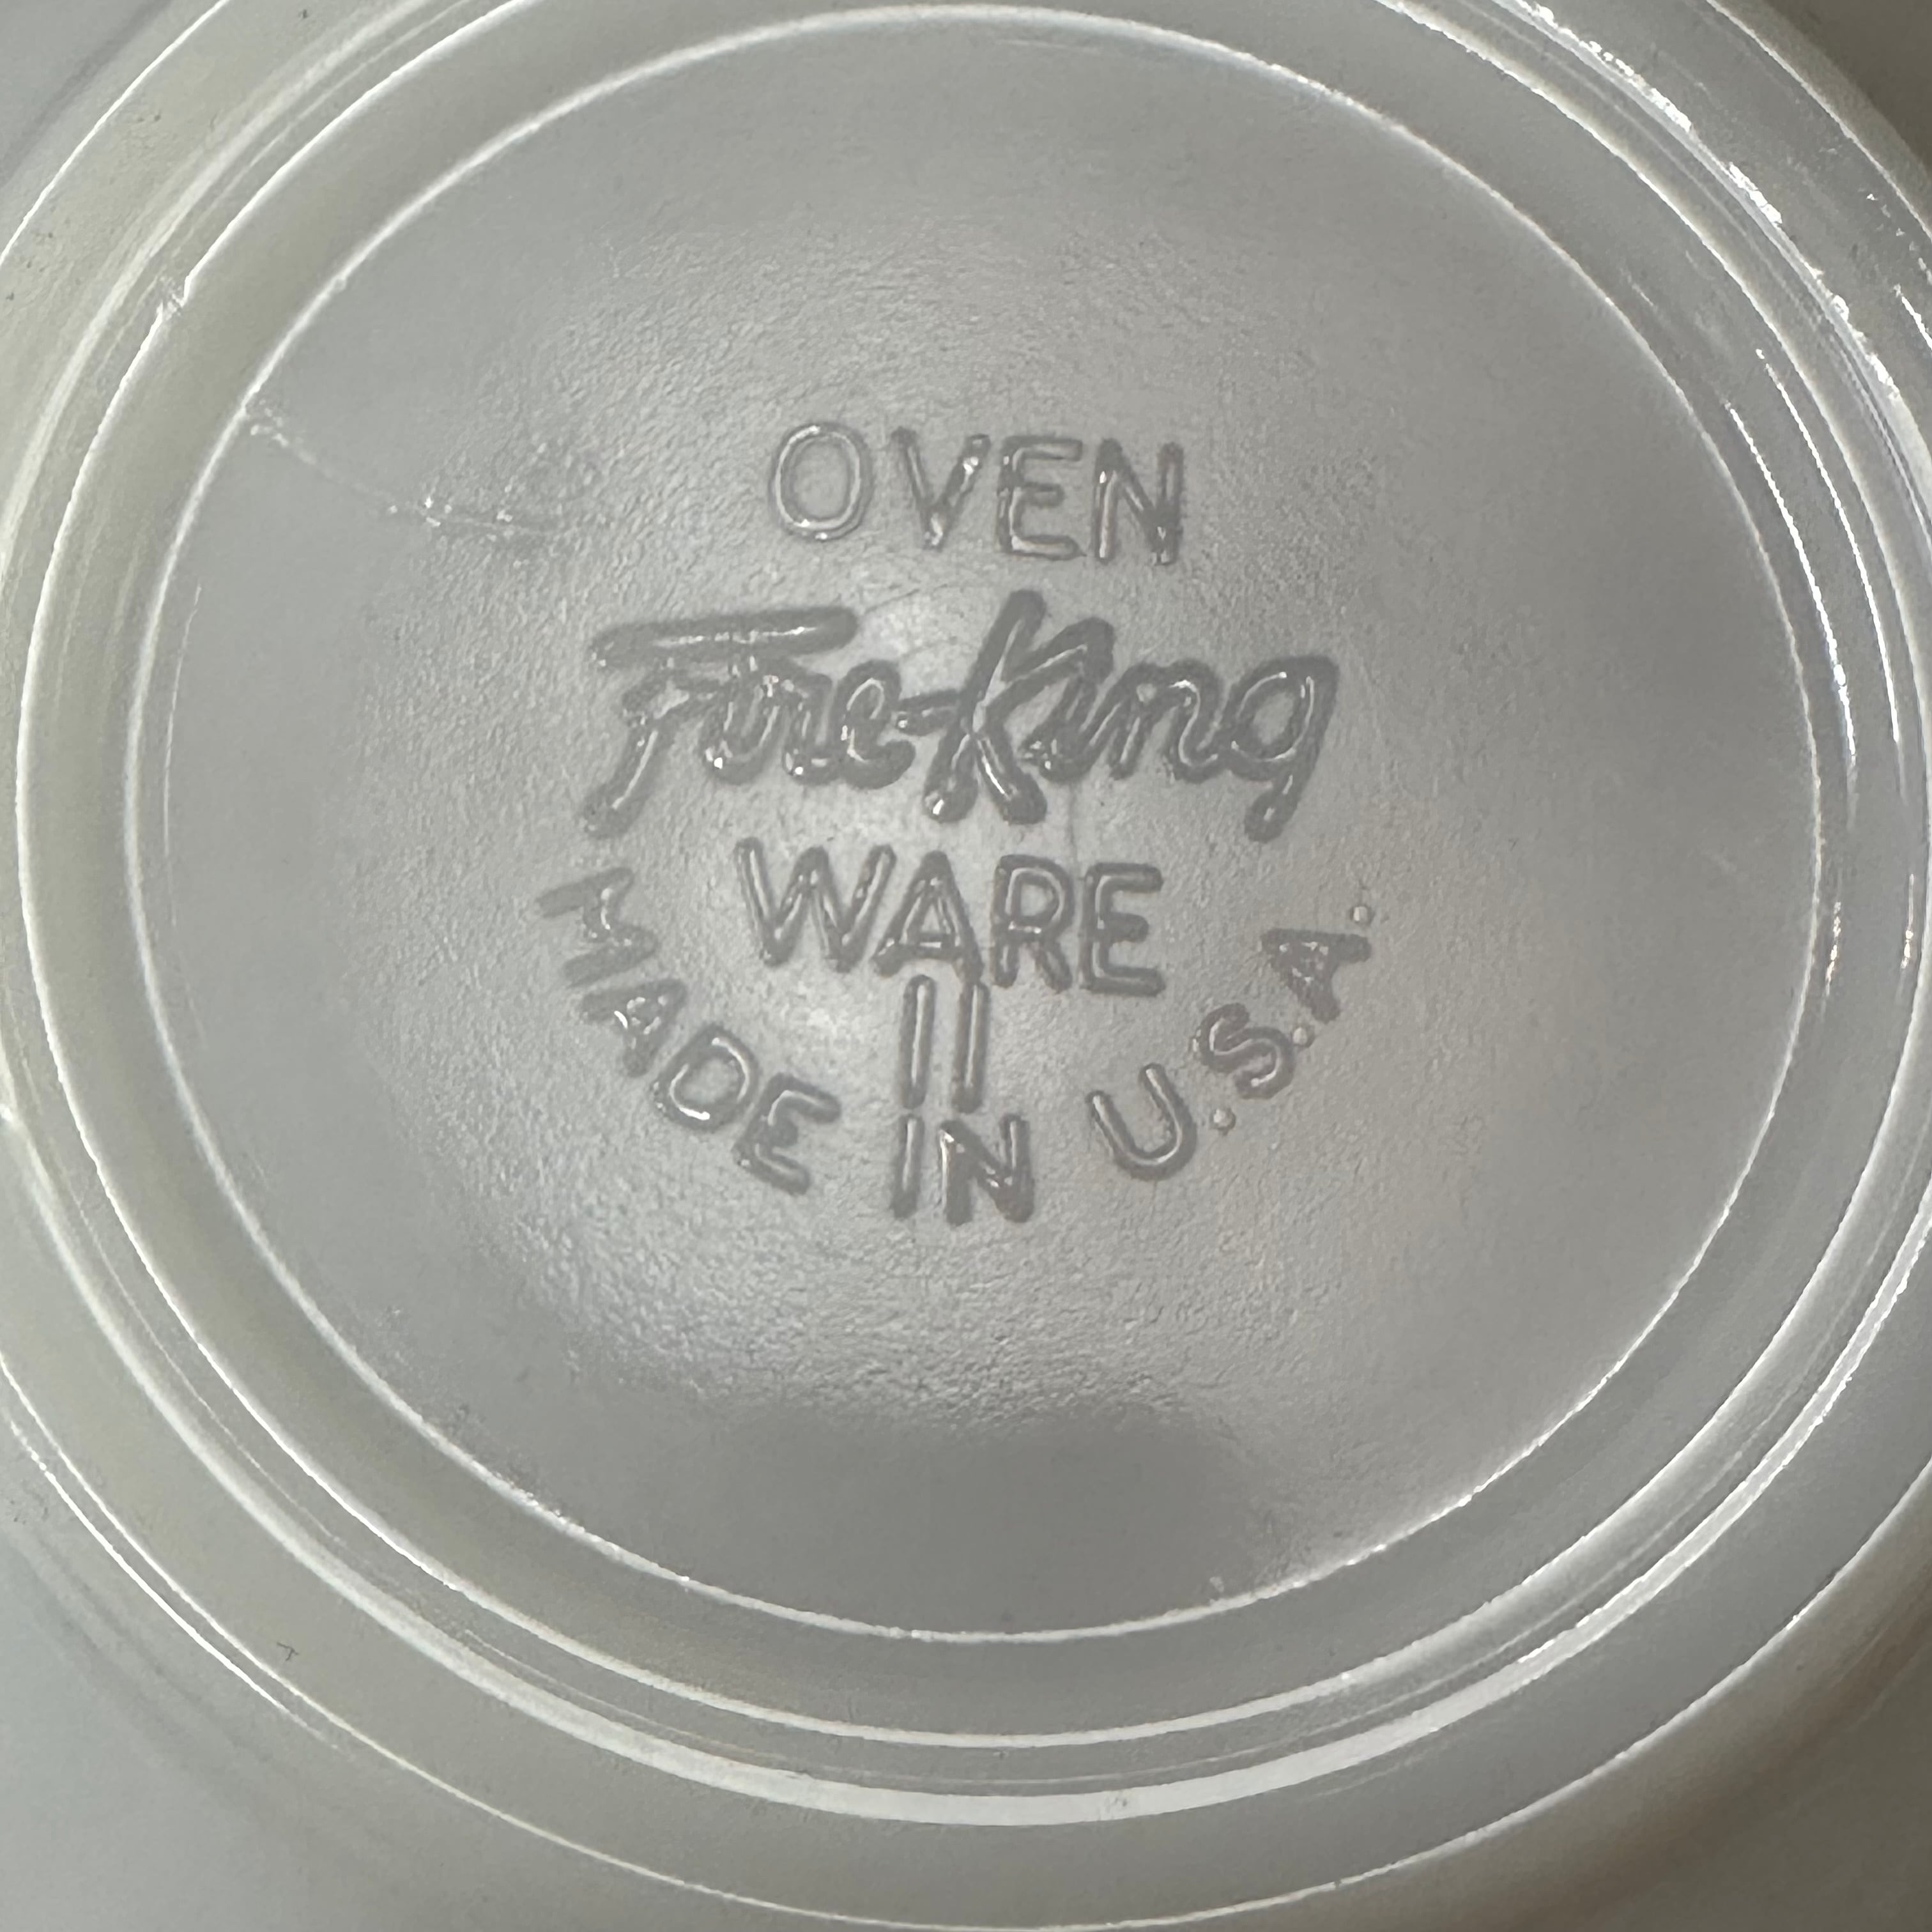 OVEN
Fire-King
WARE
11
MADE IN U.S.A.